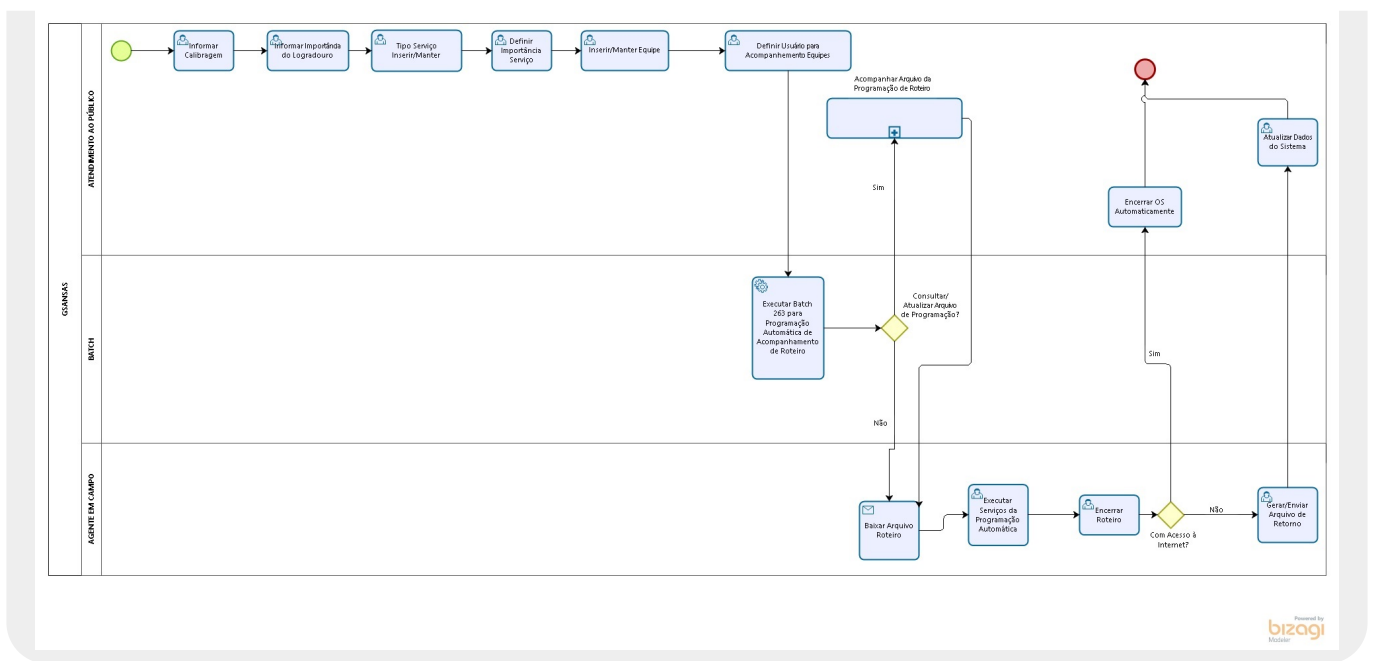 GSANSAS
ATENDIMENTO AO PÚBLICO
Informar
Calibragem
Informar Importânda
do Logradouro
Tipo Serviço
Inserir/Manter
Definir
Importância
Serviço
Inserir/Manter Equipe
Definir Usuário para
Acompanhemento Equipes
Acompanhar Arquivo da
Programação de Roteiro
Sim
Encerrar OS
Automaticamente
Atualizar Dados
do Sistema
BATCH
Executar Batch
263 para
Programação
Automática de
Acompanhamento
de Roteiro
Consultar/
Atualizar Arquivo
de Programação?
Sim
Não
AGENTE EM CAMPO
Baixar Arquivo
Roteiro
Executar
Serviços da
Programação
Automática
Encerrar
Roteiro
Com Acesso à
Internet?
Não
Gerar/Enviar
Arquivo de
Retorno
Powered by
bizagi
Modeler